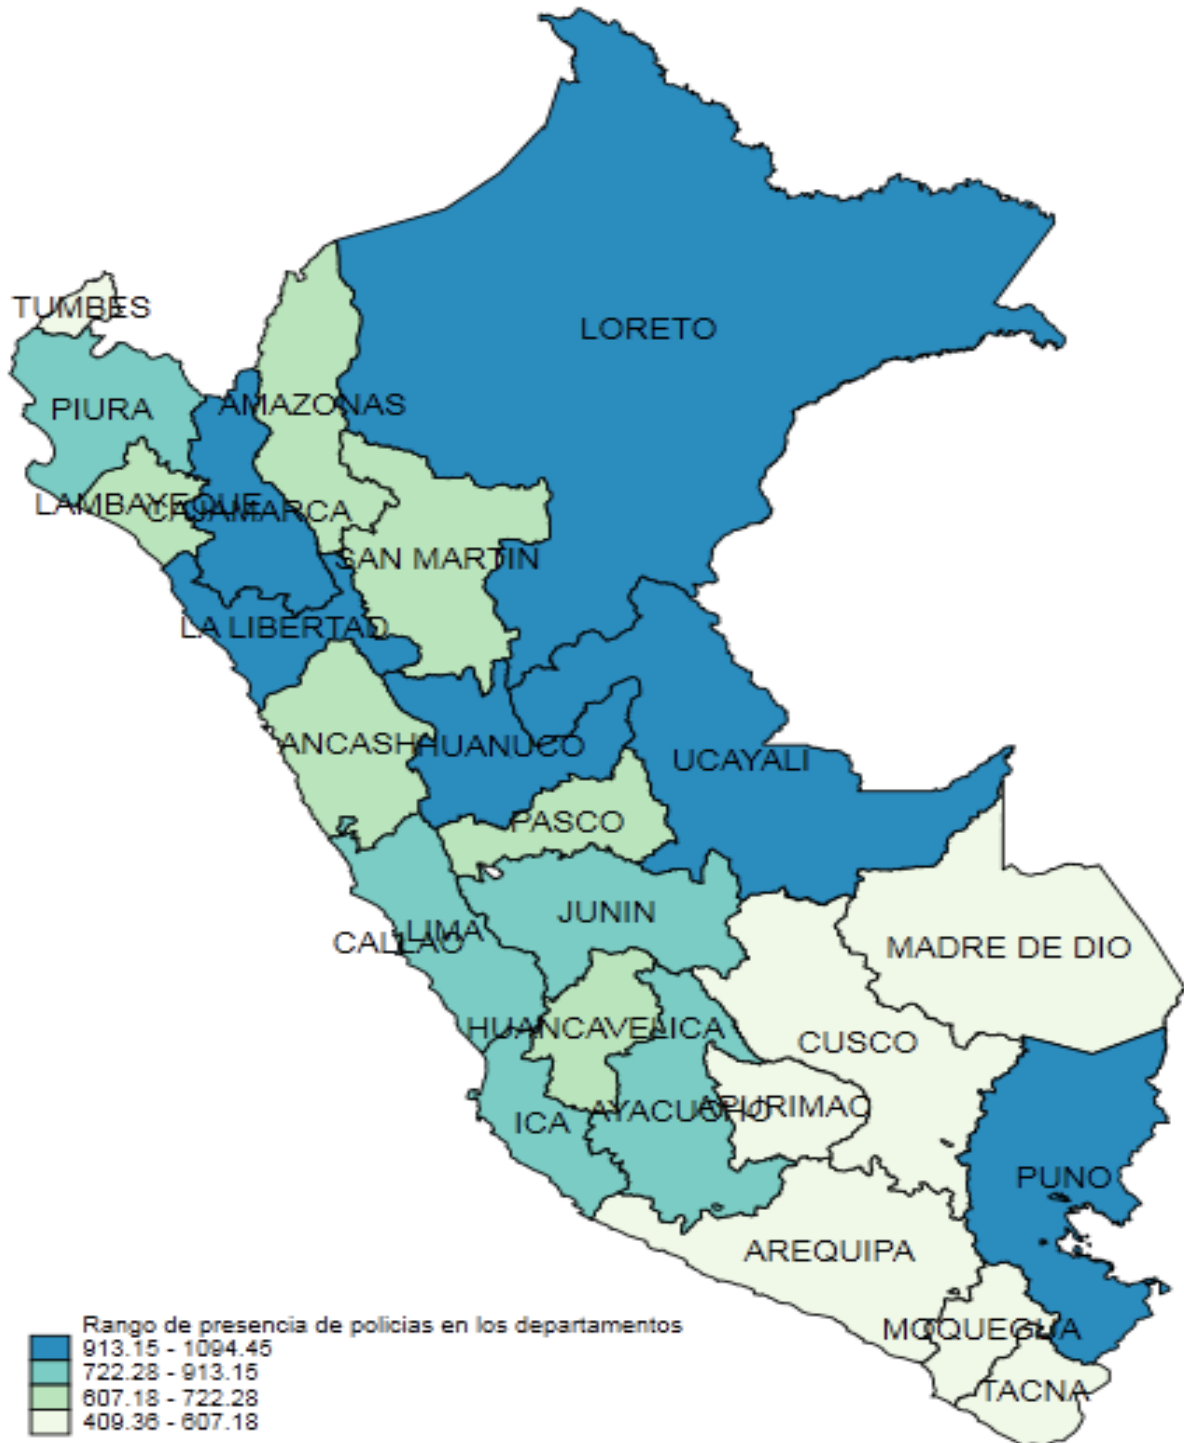 TUMBES
LORETO
PIURA
AMAZONAS
LAMBAYEQUE
CAJAMARCA
SAN MARTIN
LA LIBERTAD
ANCASH
HUANUCO
UCAYALI
PASCO
JUNIN
LIMA
CALLAO
MADRE DE DIO
HUANCAVELICA
CUSCO
AYACUCHO
APURIMAC
ICA
PUNO
AREQUIPA
MOQUEGUA
TACNA
Rango de presencia de policias en los departamentos
913.15 - 1094.45
722.28 - 913.15
607.18 - 722.28
409.36 - 607.18